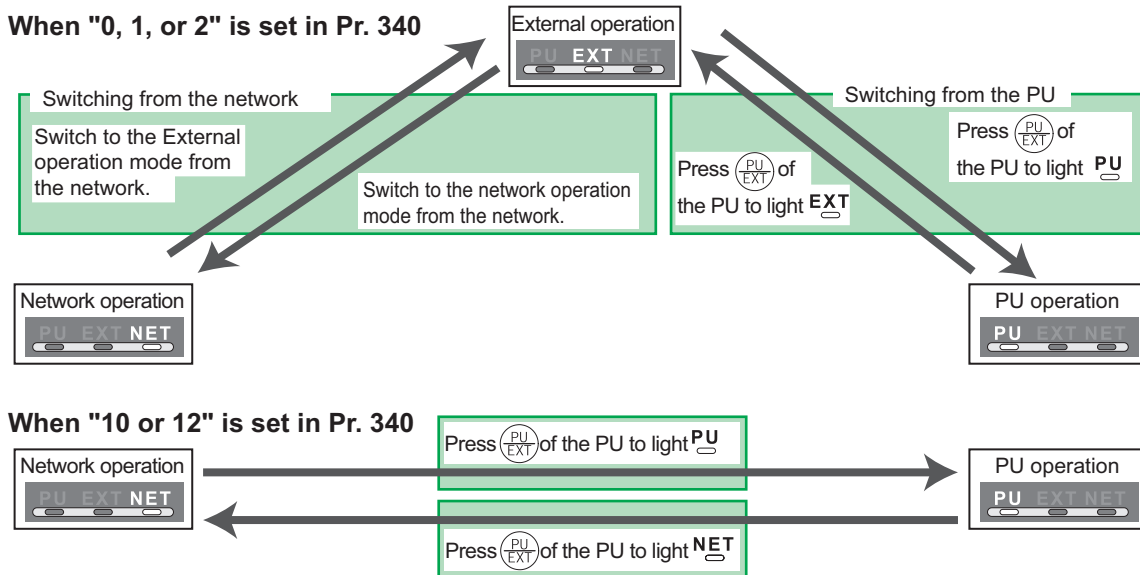 When "0, 1, or 2" is set in Pr. 340
External operation
PU EXT NET
Switching from the network
Switch to the External
operation mode from
the network.
Switch to the network operation
mode from the network.
Switching from the PU
Press PU/EXT of
the PU to light EXT
Press PU/EXT of
the PU to light PU
Network operation
PU EXT NET
PU operation
PU EXT NET
When "10 or 12" is set in Pr. 340
Network operation
PU EXT NET
Press PU/EXT of the PU to light PU
Press PU/EXT of the PU to light NET
PU operation
PU EXT NET